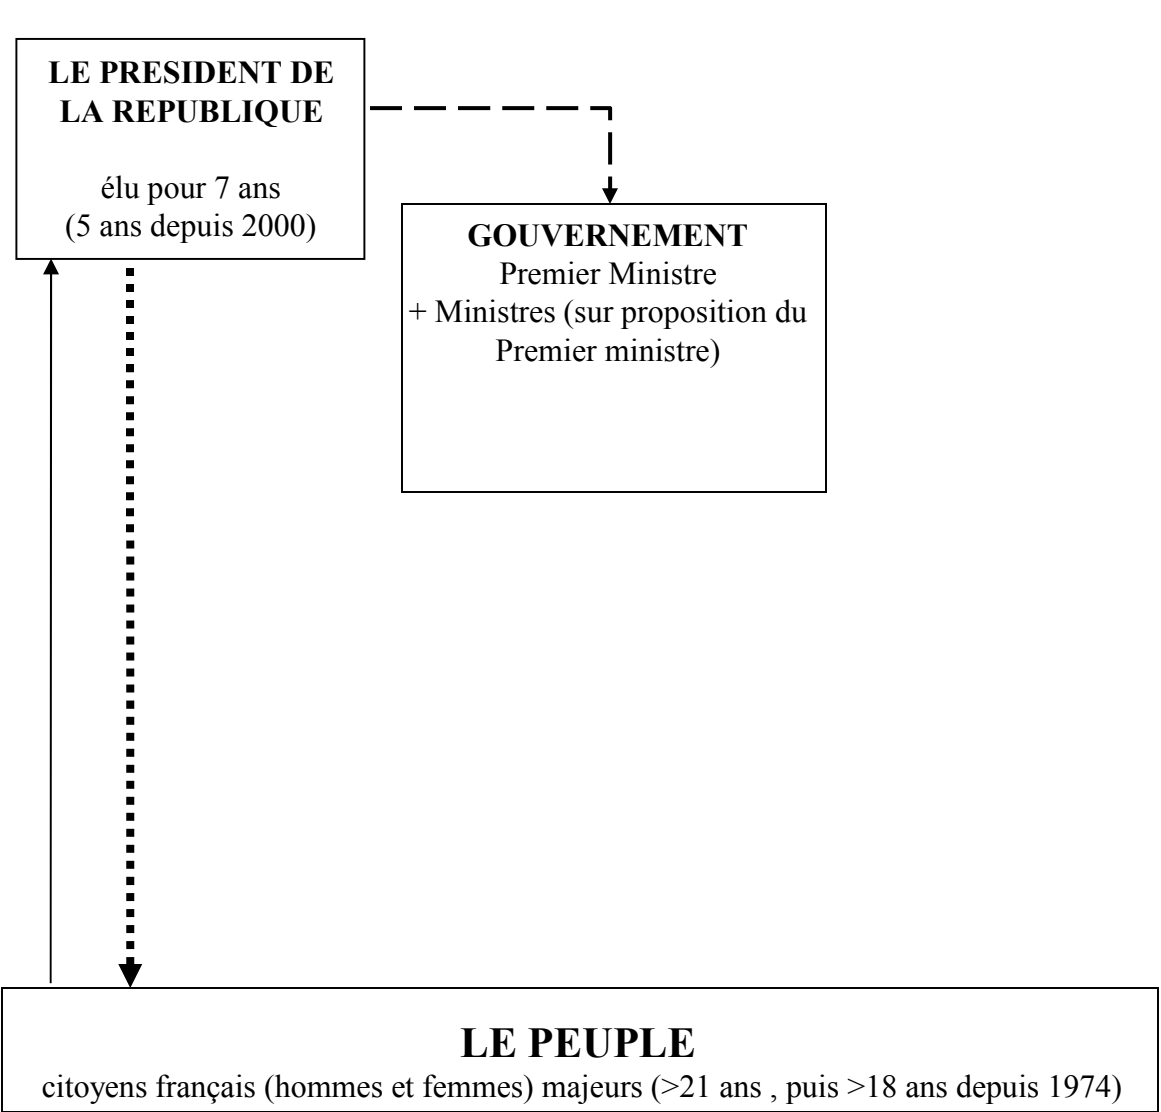 LE PRESIDENT DE
LA REPUBLIQUE
élu pour 7 ans
(5 ans depuis 2000)
GOUVERNEMENT
Premier Ministre
+ Ministres (sur proposition du
Premier ministre)
LE PEUPLE
citoyens français (hommes et femmes) majeurs (>21 ans , puis >18 ans depuis 1974)